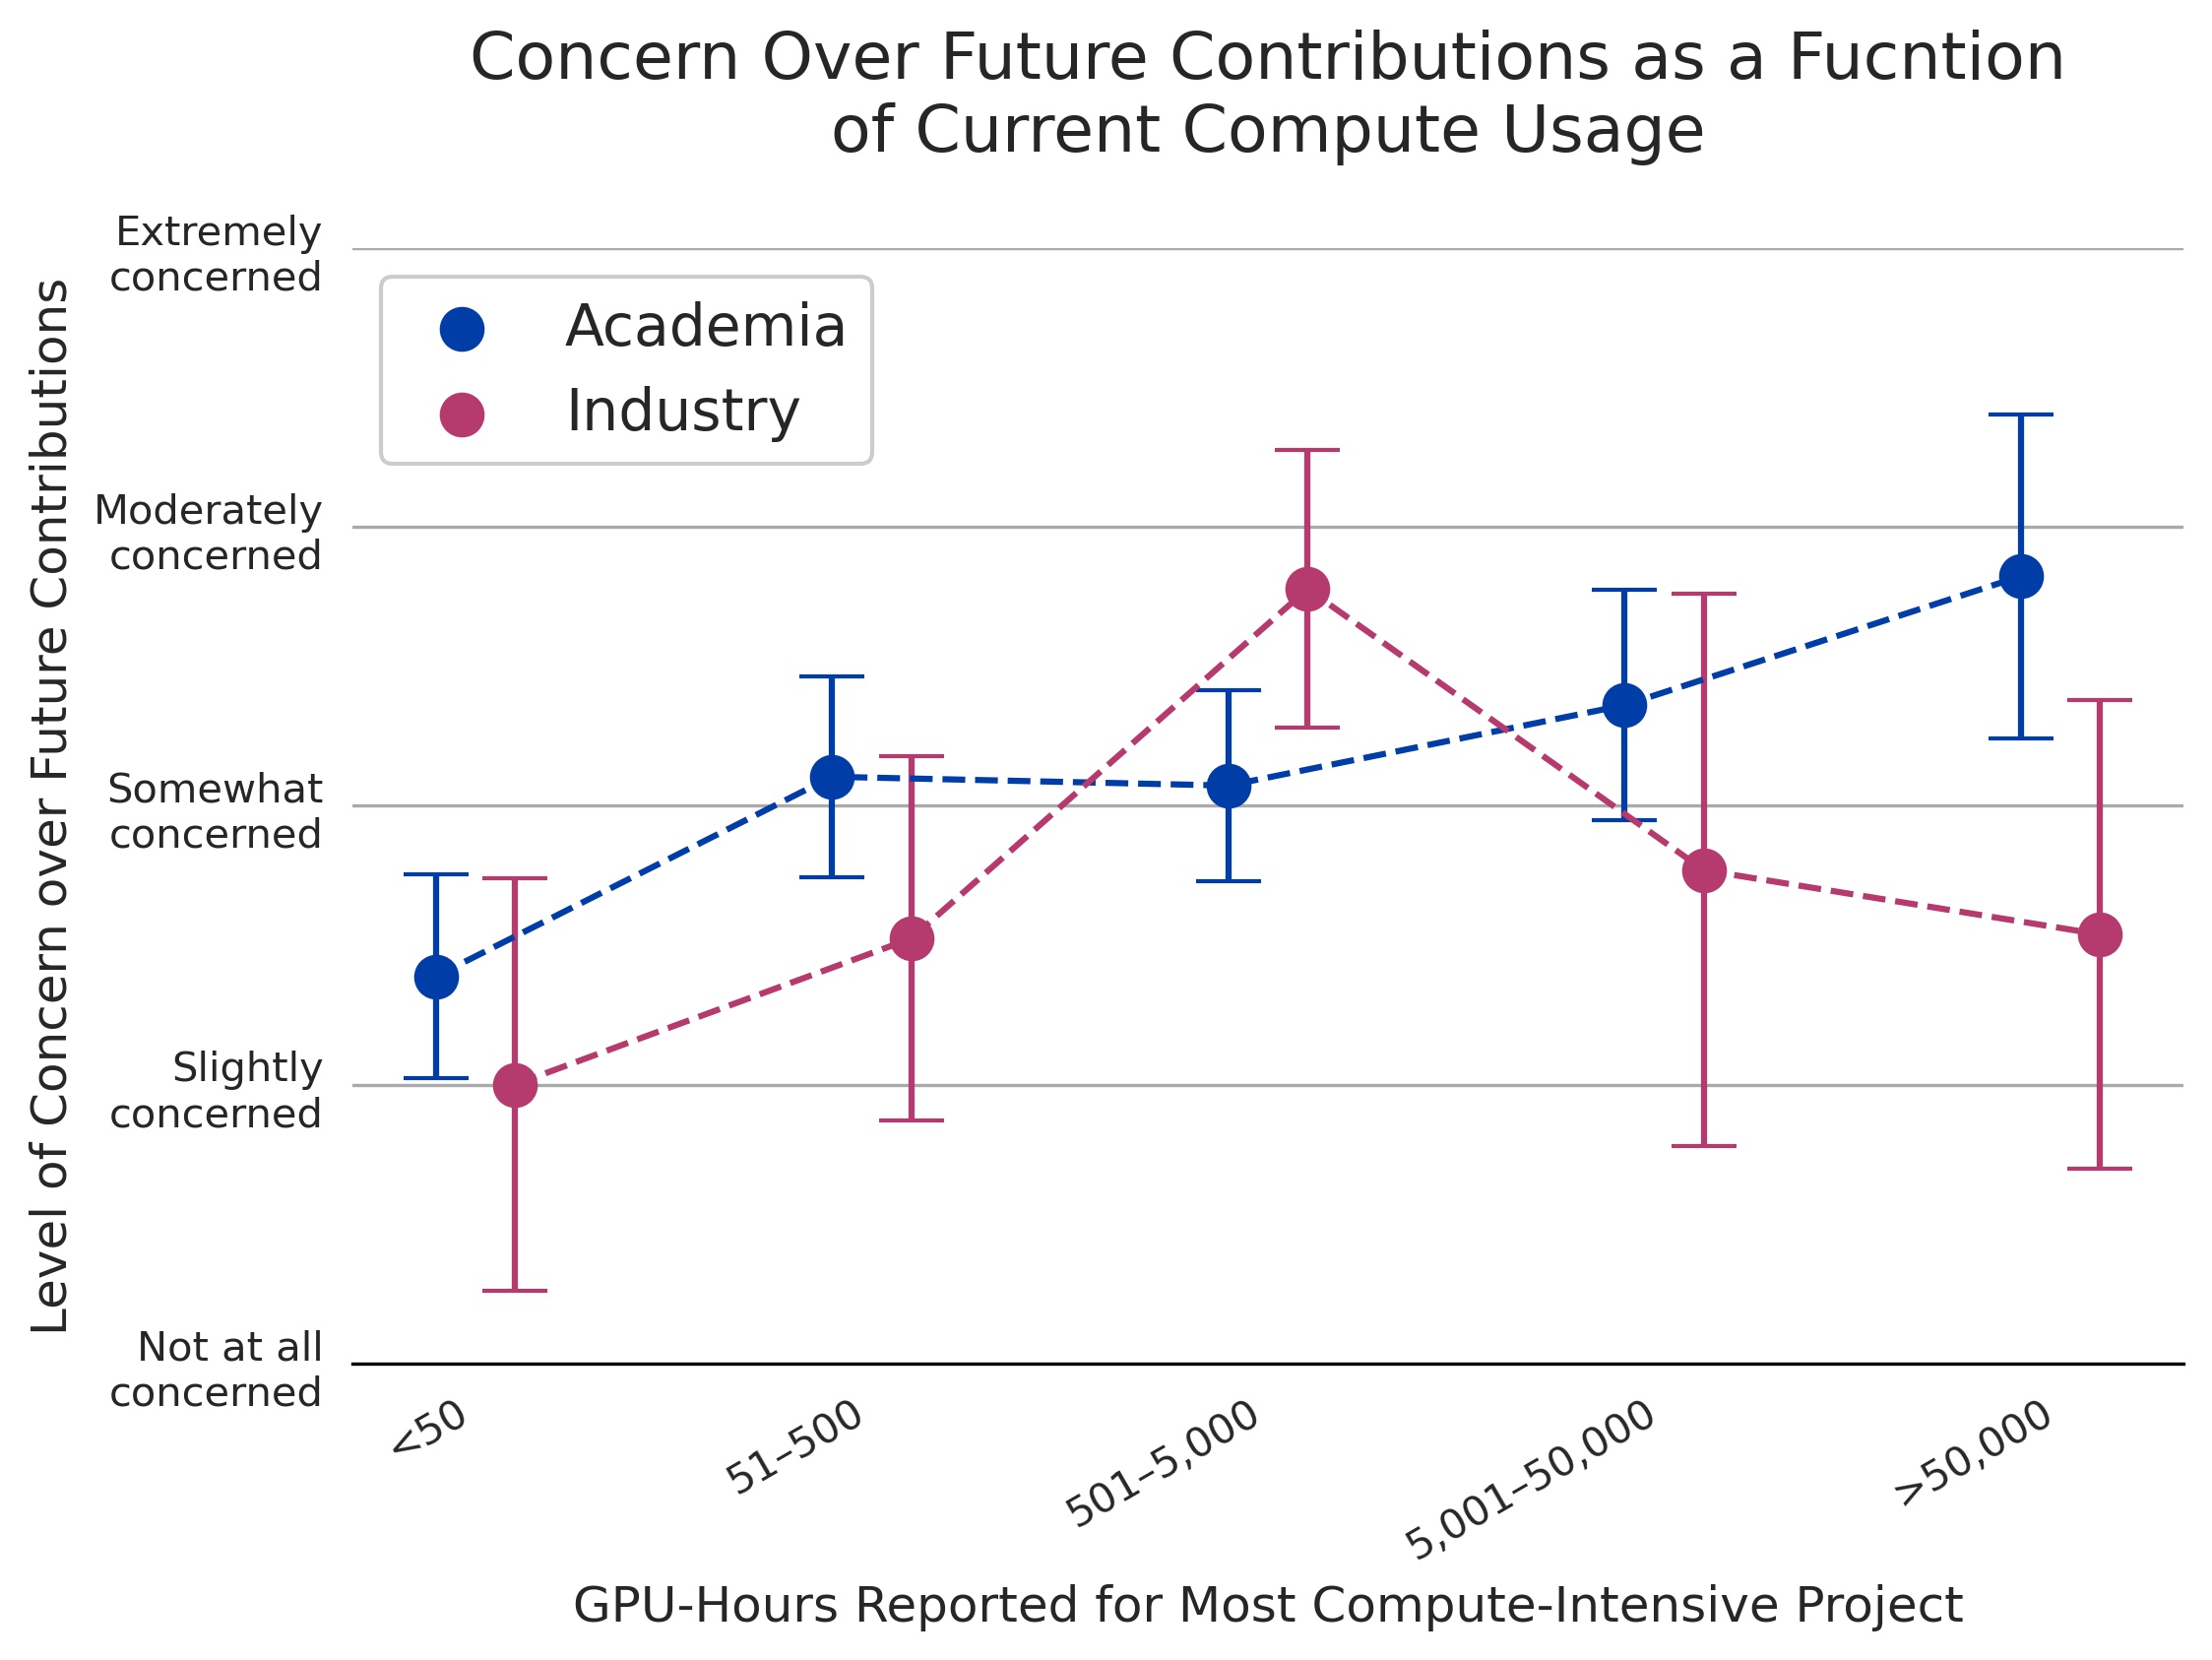 Concern Over Future Contributions as a Fucntion
of Current Compute Usage
Level of Concern over Future Contributions
Extremely
concerned
Moderately
concerned
Somewhat
concerned
Slightly
concerned
Not at all
concerned
Academia
Industry
<50
51–500
501–5,000
5,001–50,000
>50,000
GPU-Hours Reported for Most Compute-Intensive Project